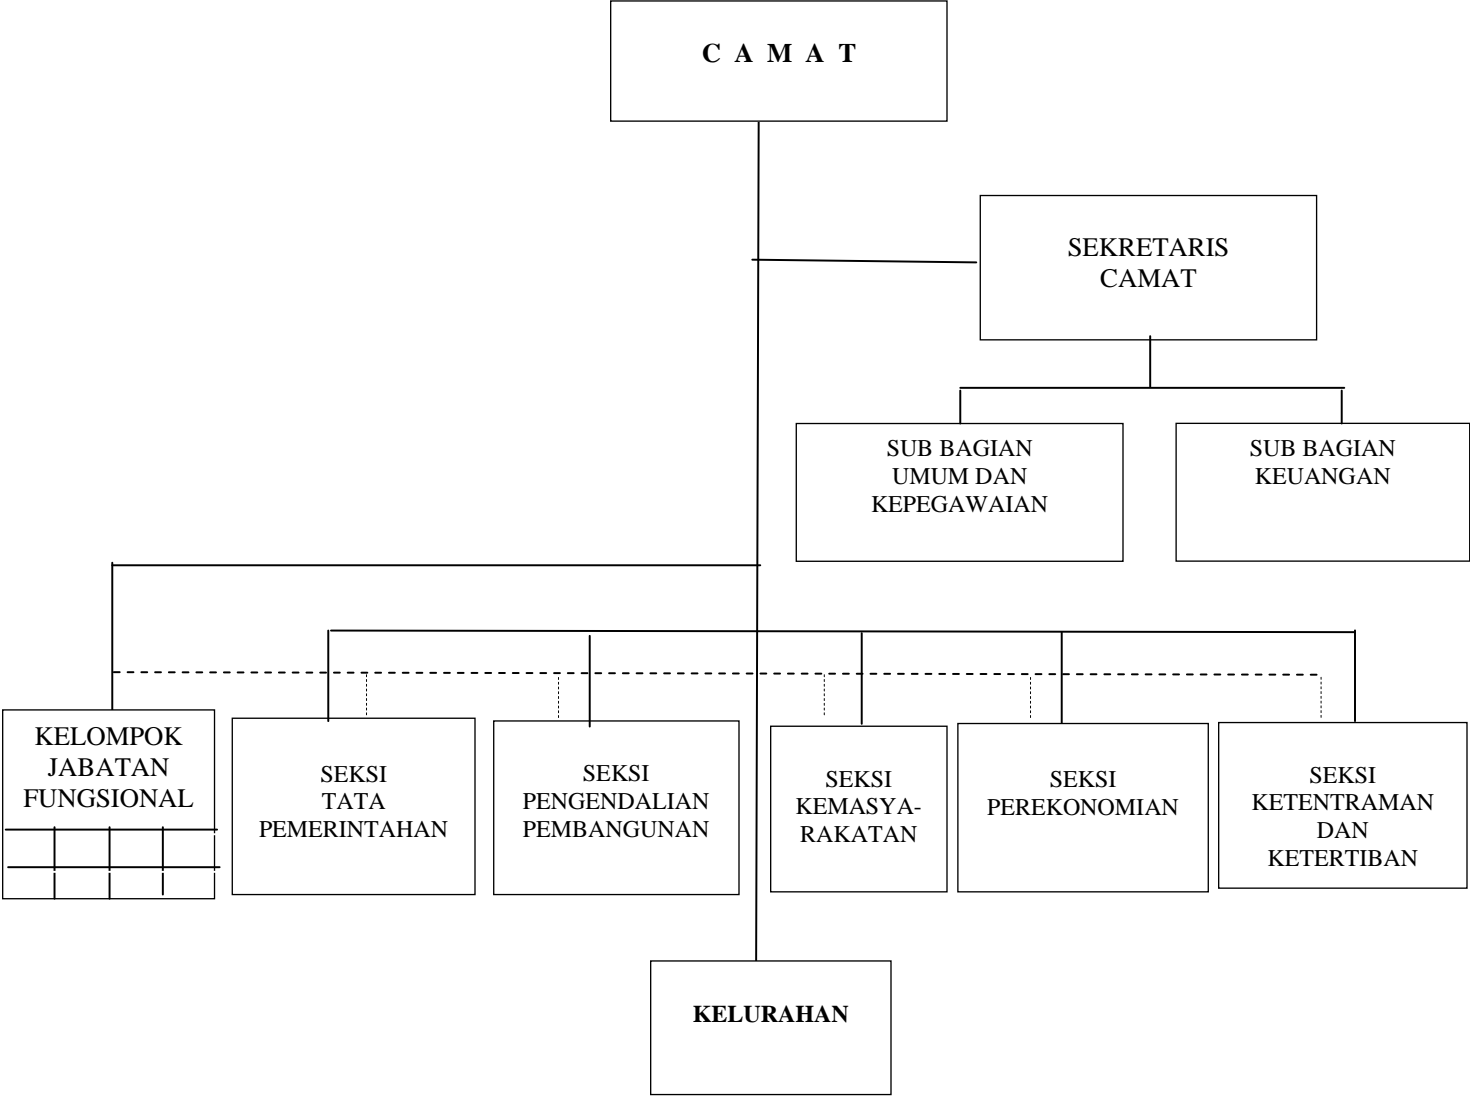 C A M A T
SEKRETARIS
CAMAT
SUB BAGIAN
UMUM DAN
KEPEGAWAIAN
SUB BAGIAN
KEUANGAN
KELOMPOK
JABATAN
FUNGSIONAL
SEKSI
TATA
PEMERINTAHAN
SEKSI
PENGENDALIAN
PEMBANGUNAN
SEKSI
KEMASYA-
RAKATAN
SEKSI
PEREKONOMIAN
SEKSI
KETENTRAMAN
DAN
KETERTIBAN
KELURAHAN